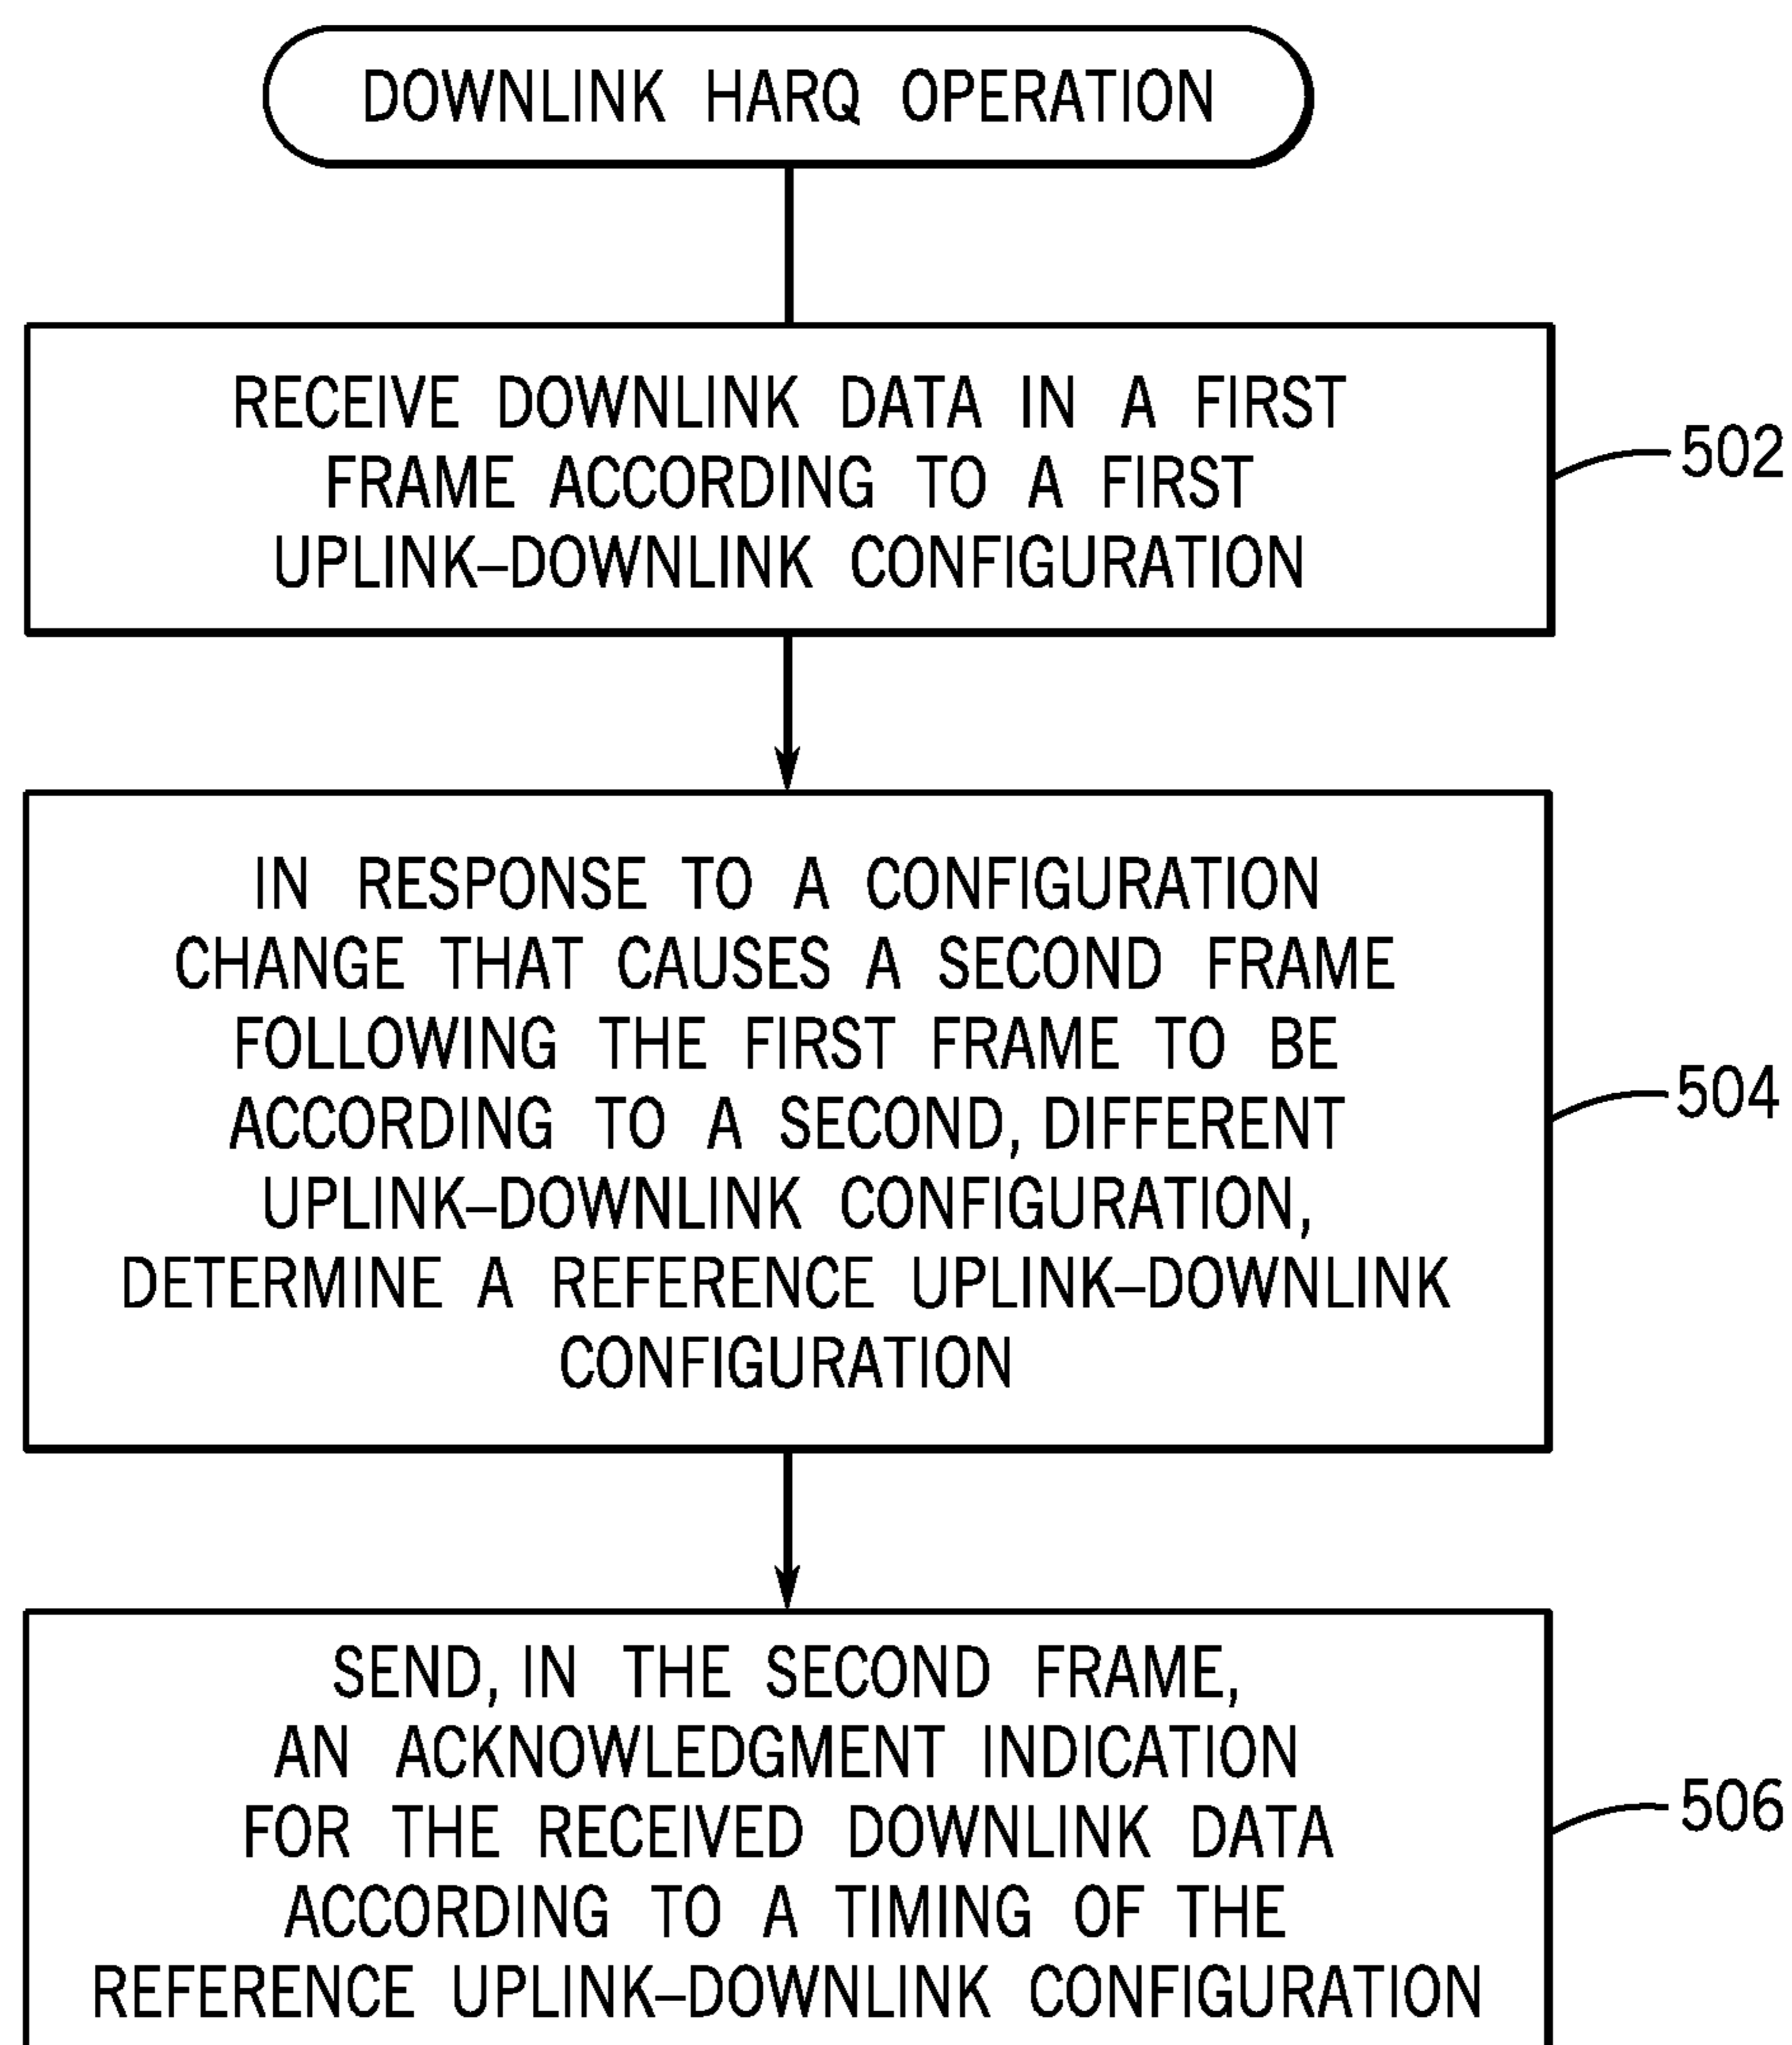 DOWNLINK HARQ OPERATION
RECEIVE DOWNLINK DATA IN A FIRST
FRAME ACCORDING TO A FIRST
UPLINK–DOWNLINK CONFIGURATION
502
IN RESPONSE TO A CONFIGURATION
CHANGE THAT CAUSES A SECOND FRAME
FOLLOWING THE FIRST FRAME TO BE
ACCORDING TO A SECOND, DIFFERENT
UPLINK–DOWNLINK CONFIGURATION,
DETERMINE A REFERENCE UPLINK–DOWNLINK
CONFIGURATION
504
SEND, IN THE SECOND FRAME,
AN ACKNOWLEDGMENT INDICATION
FOR THE RECEIVED DOWNLINK DATA
ACCORDING TO A TIMING OF THE
REFERENCE UPLINK–DOWNLINK CONFIGURATION
506